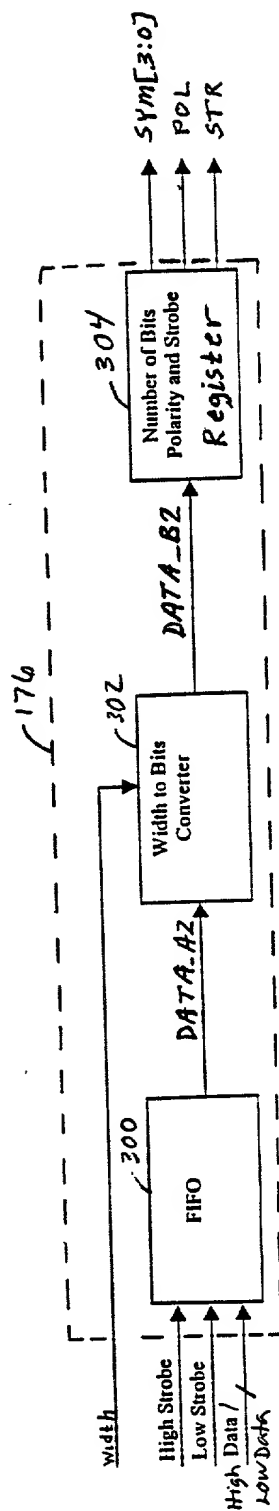 176
Width
High Strobe
Low Strobe
High Data/
Low Data
300
FIFO
DATA_A2
302
Width to Bits
Converter
DATA_B2
304
Number of Bits
Polarity and Strobe
Register
SYM[3:0]
POL
STR